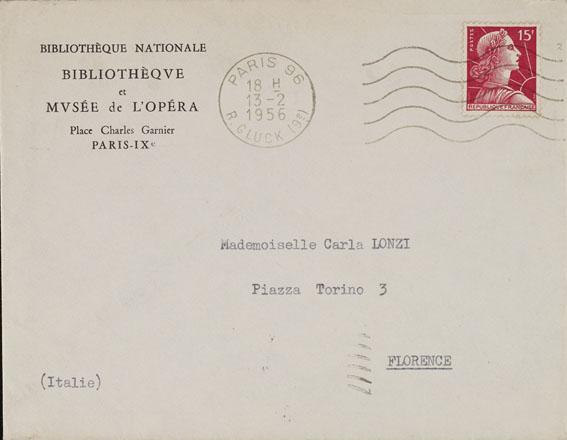 BIBLIOTHÈQUE NATIONALE
BIBLIOTHÈQVE
et
MVSÉE de L'OPÉRA
Place Charles Garnier
PARIS-IXe
PARIS 96
18 H
13-2
1956
R. GLUCK (9e)
POSTES
15F
REPUBLIQUE FRANÇAISE
Mademoiselle Carla LONZI
Piazza Torino 3
FLORENCE
(Italie)